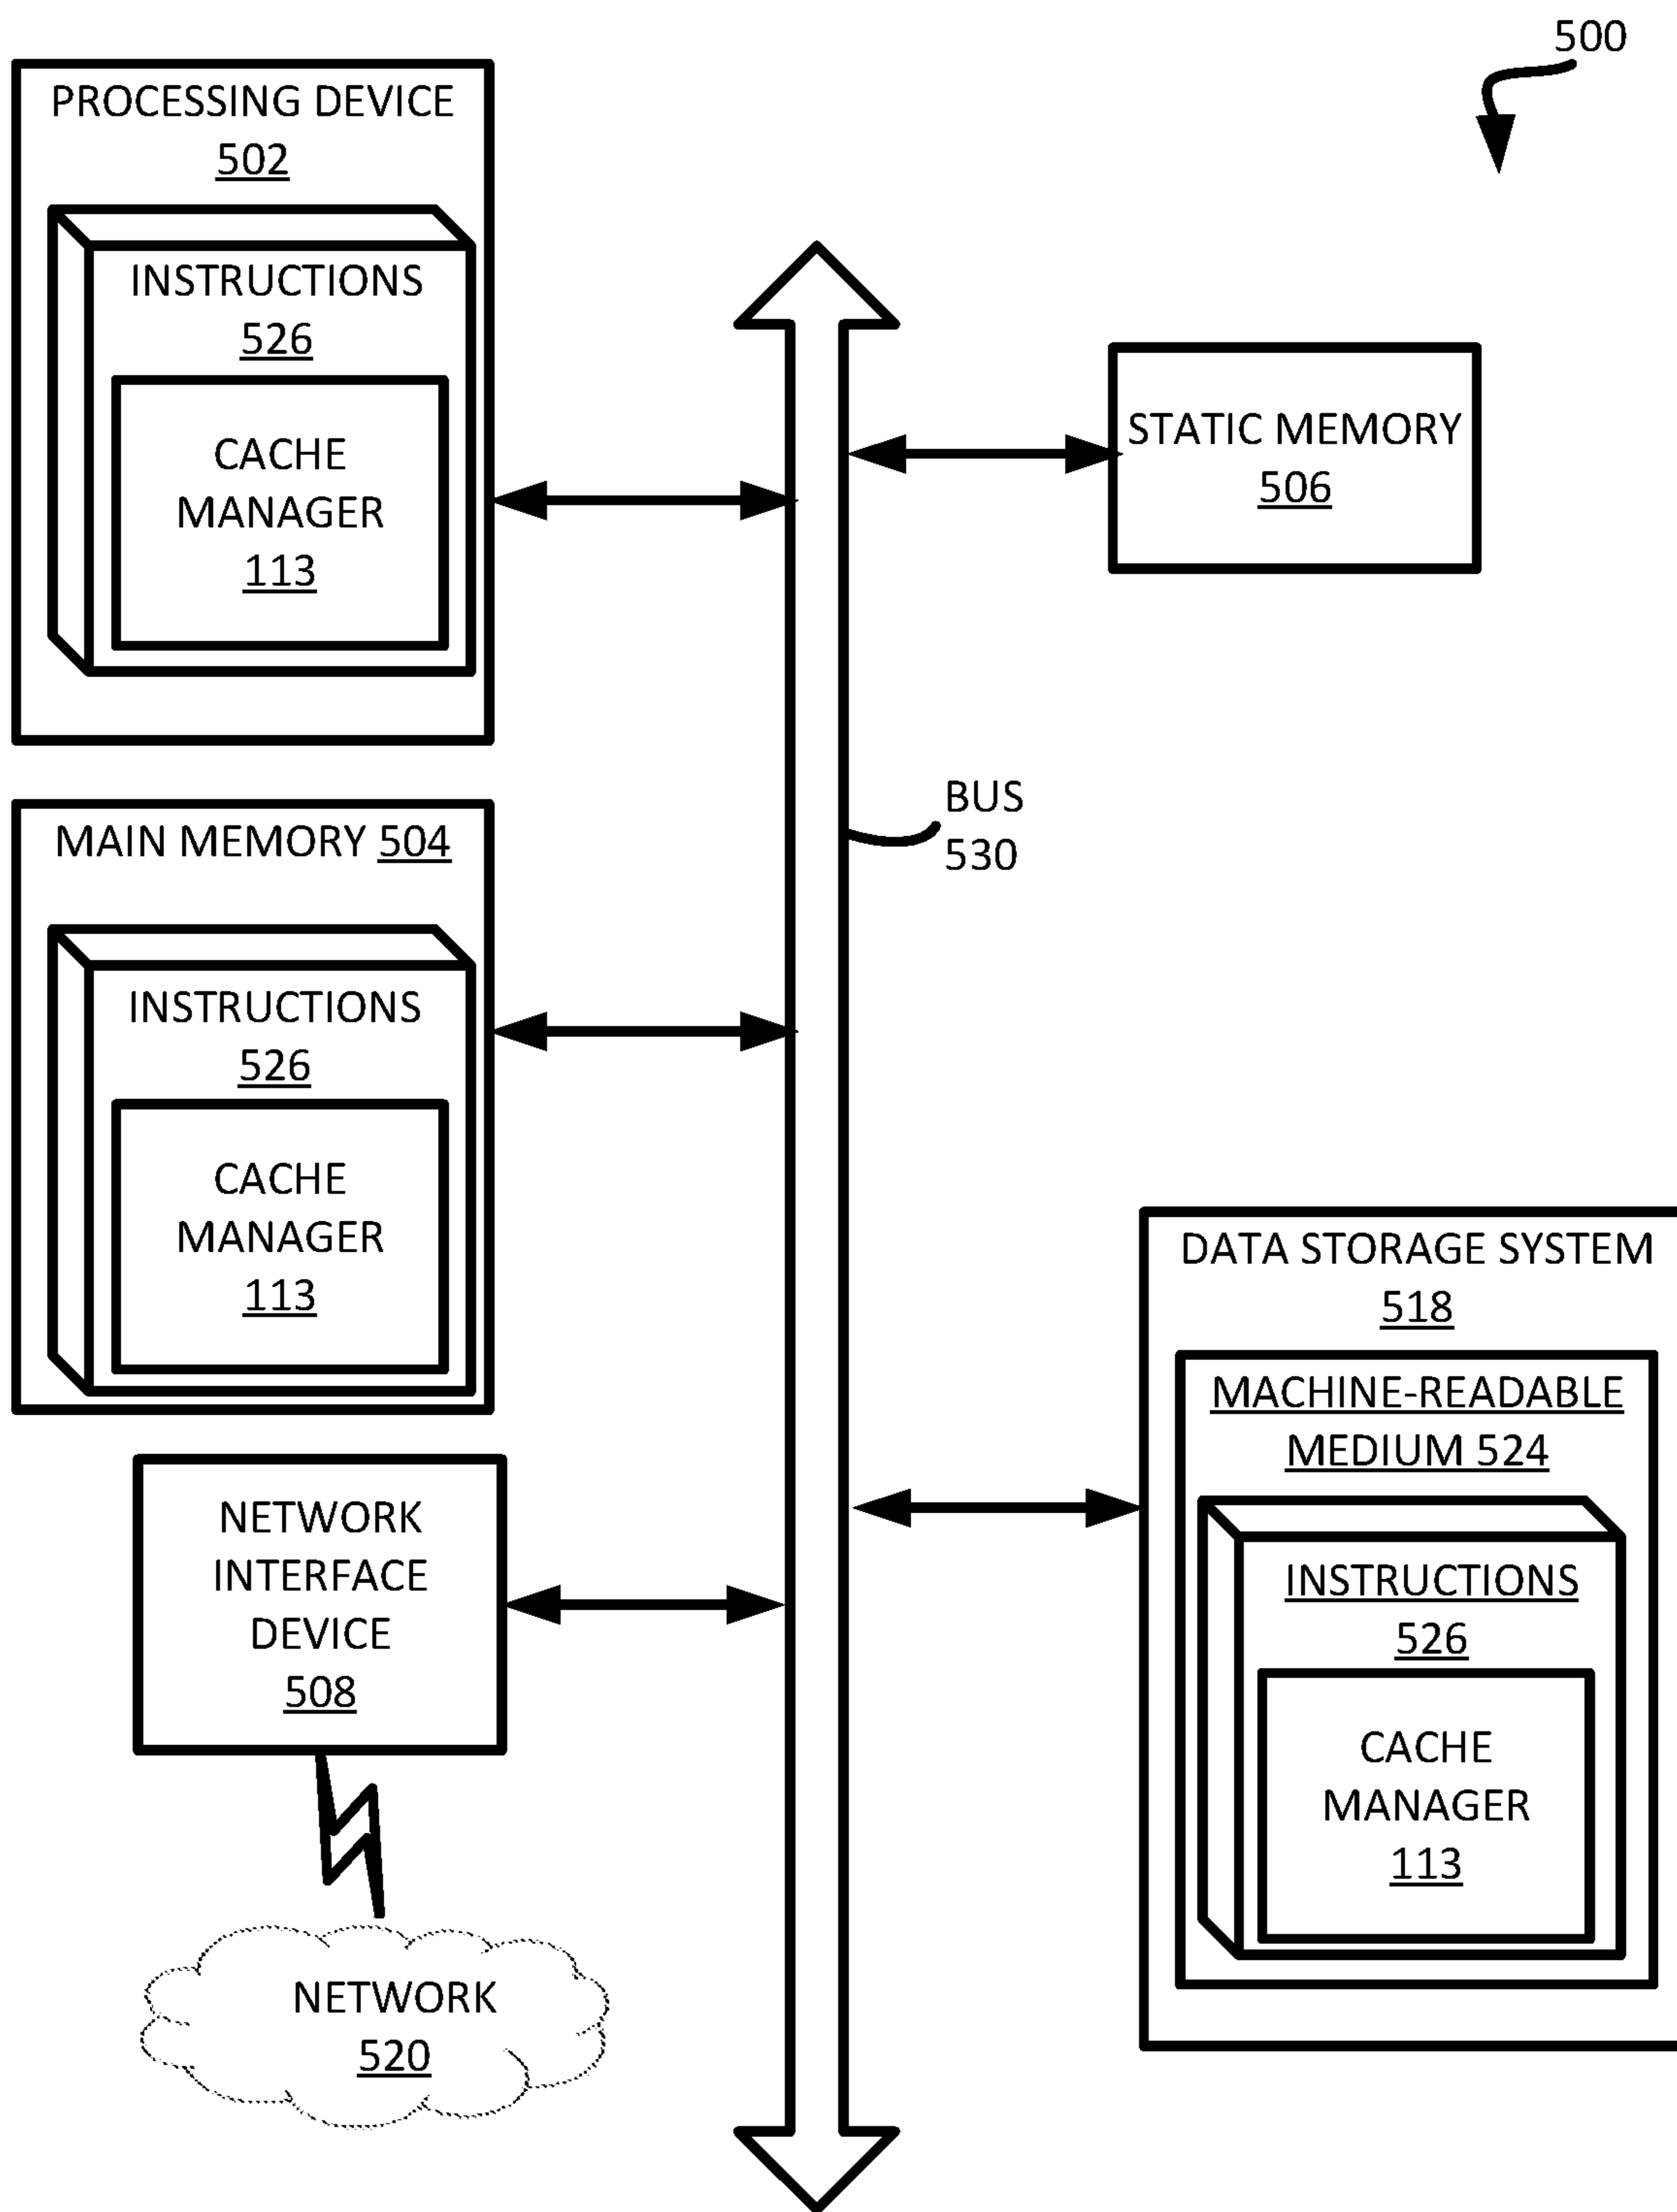 500
PROCESSING DEVICE
502
INSTRUCTIONS
526
CACHE
MANAGER
113
STATIC MEMORY
506
BUS
530
MAIN MEMORY 504
INSTRUCTIONS
526
CACHE
MANAGER
113
DATA STORAGE SYSTEM
518
MACHINE-READABLE
MEDIUM 524
INSTRUCTIONS
526
CACHE
MANAGER
113
NETWORK
INTERFACE
DEVICE
508
NETWORK
520